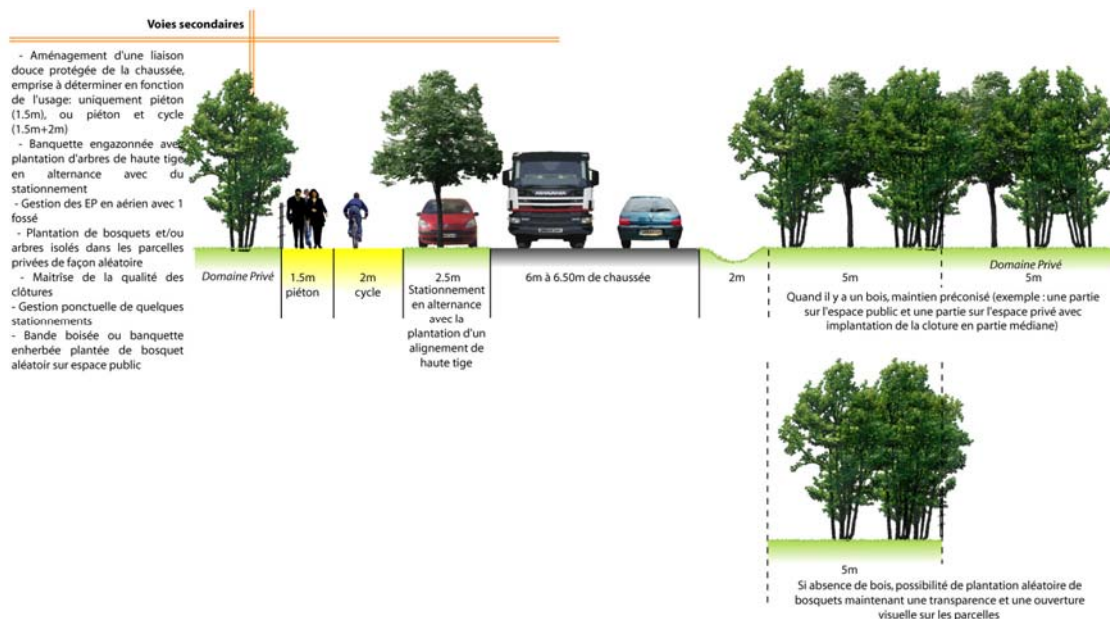 Voies secondaires
- Aménagement d'une liaison
douce protégée de la chaussée,
emprise à déterminer en fonction
de l'usage: uniquement piéton
(1.5m), ou piéton et cycle
(1.5m+2m)
- Banquette engazonnée avec
plantation d'arbres de haute tige
en alternance avec du
stationnement
- Gestion des EP en aérien avec 1
fossé
- Plantation de bosquets et/ou
arbres isolés dans les parcelles
privées de façon aléatoire
- Maitrîse de la qualité des
clôtures
- Gestion ponctuelle de quelques
stationnements
- Bande boisée ou banquette
enherbée plantée de bosquet
aléatoir sur espace public
Domaine Privé
1.5m
piéton
2m
cycle
2.5m
Stationnement
en alternance
avec la
plantation d'un
alignement de
haute tige
6m à 6.50m de chaussée
2m
5m
Domaine Privé
5m
Quand il y a un bois, maintien préconisé (exemple : une partie
sur l'espace public et une partie sur l'espace privé avec
implantation de la cloture en partie médiane)
5m
Si absence de bois, possibilité de plantation aléatoire de
bosquets maintenant une transparence et une ouverture
visuelle sur les parcelles